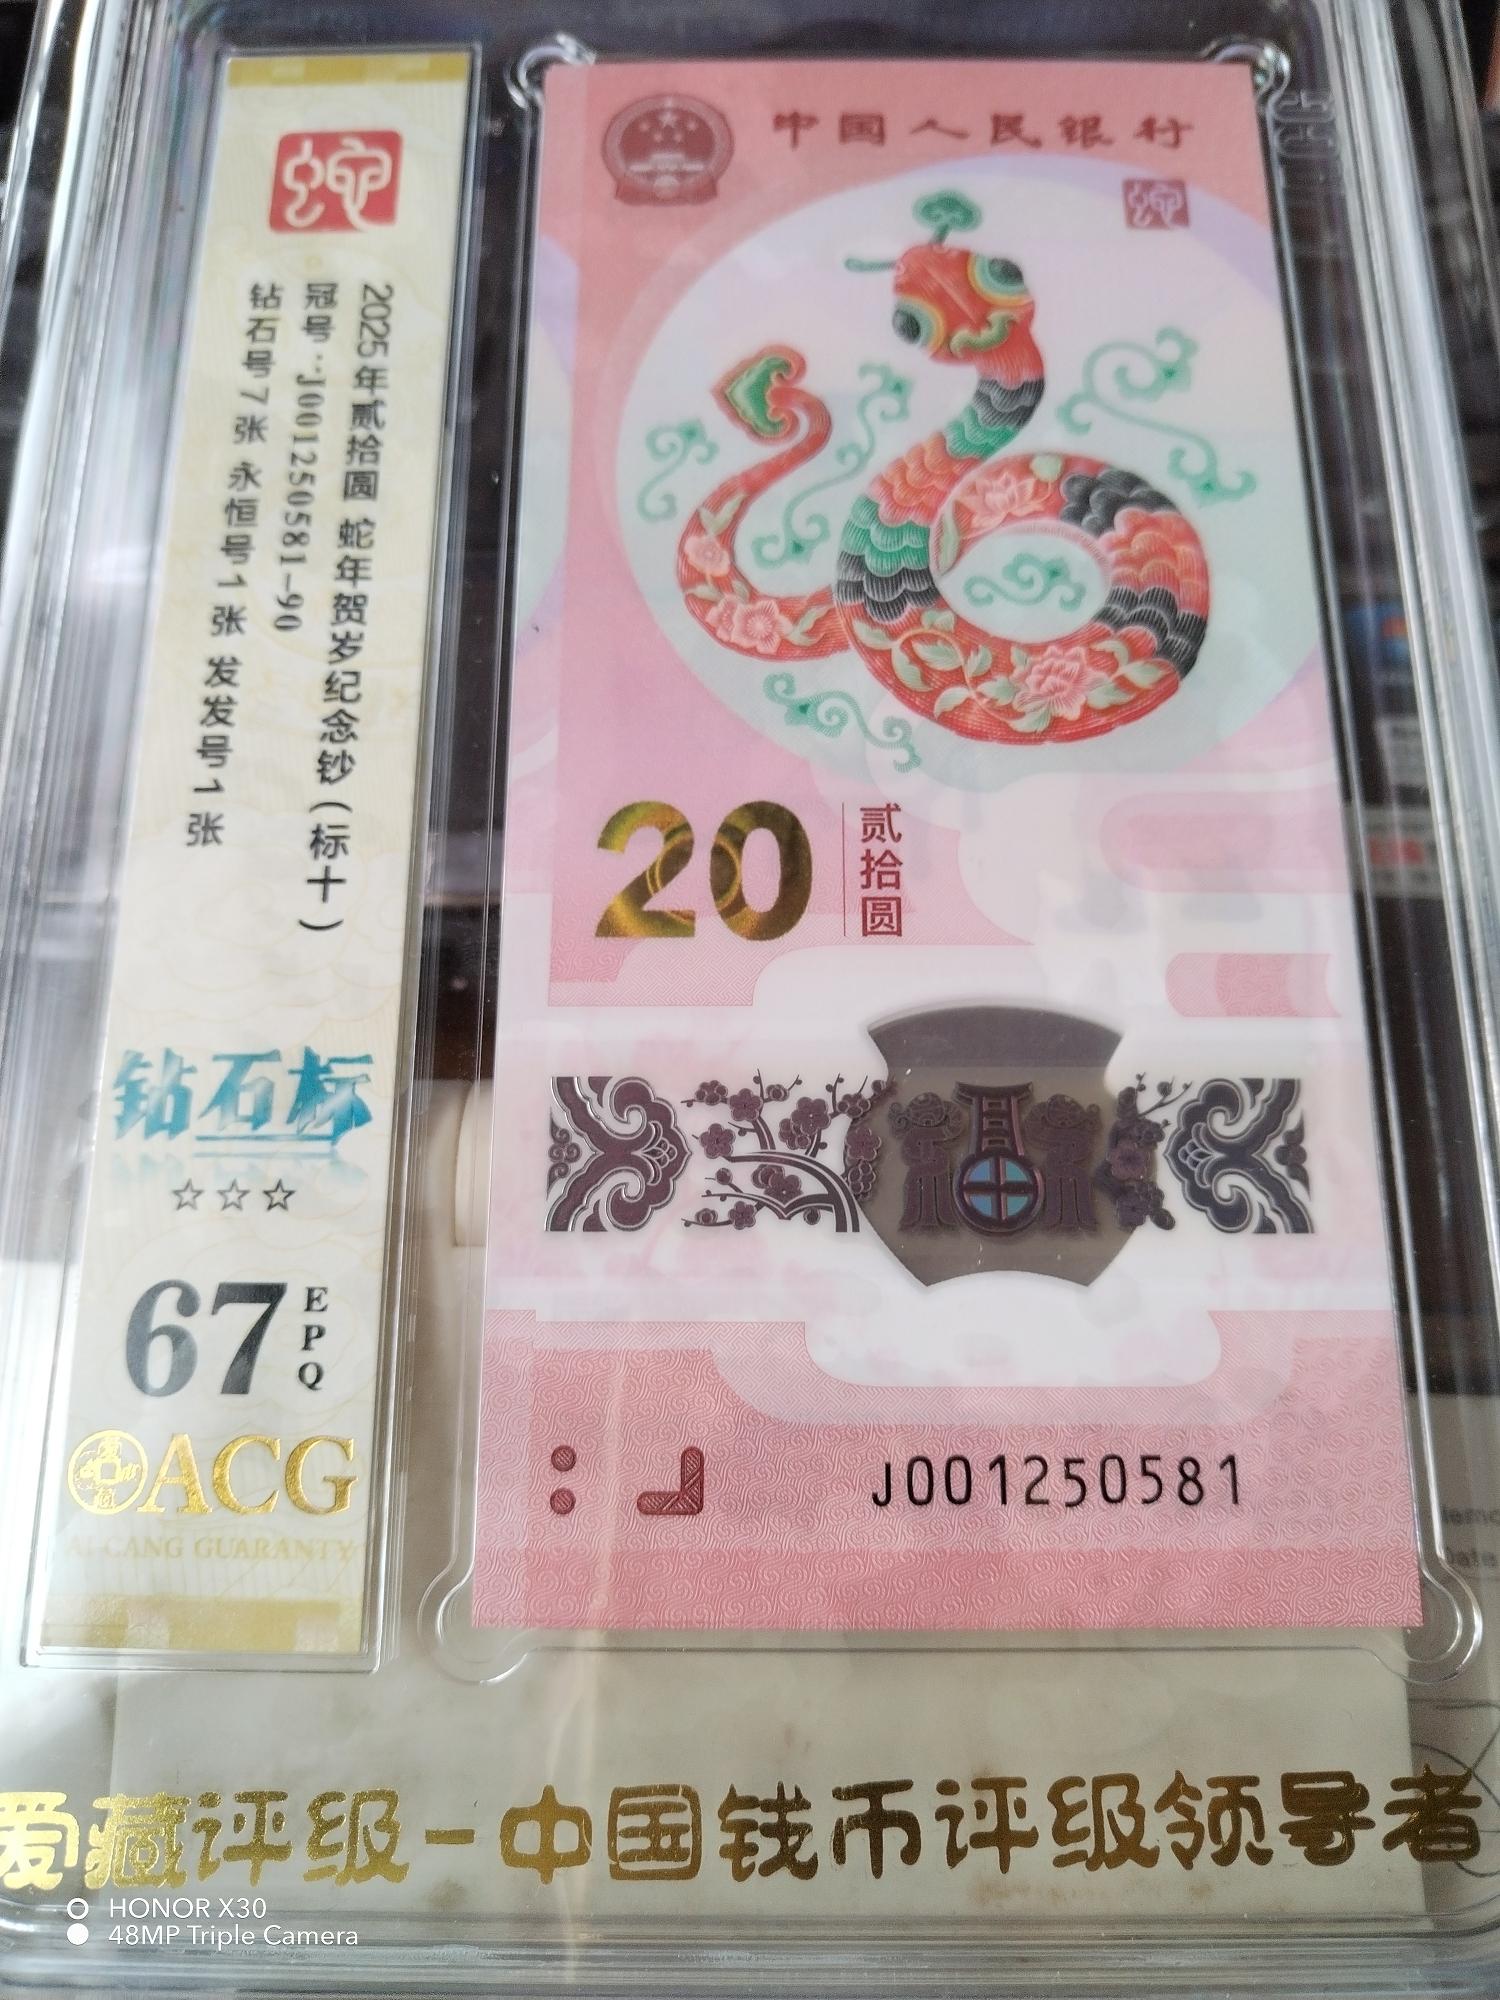 蛇
2025年贰拾圆 蛇年贺岁纪念钞（标十）
冠号：J001250581-90
钻石号7张 永恒号1张 发发号1张
钻石标
☆☆☆
67
EPQ
ACG
AI CANG GUARANTY
中国人民银行
蛇
20
贰拾圆
J001250581
爱藏评级-中国钱币评级领导者
HONOR X30
48MP Triple Camera